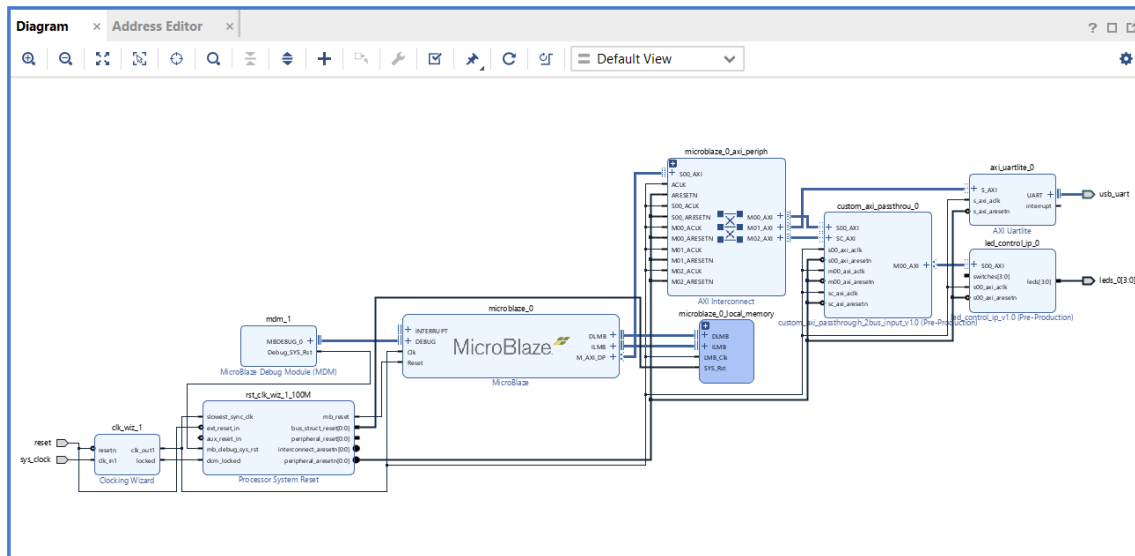 Diagram × Address Editor × ?
Default View
microblaze_0_axi_periph
S00_AXI
ACLK
ARESETN
S00_ACLK
S00_ARESETN
M00_ACLK
M00_ARESETN
M01_ACLK
M01_ARESETN
M02_ACLK
M02_ARESETN
M00_AXI
M01_AXI
M02_AXI
AXI Interconnect
axi_uartlite_0
S_AXI
s_axi_aclk
s_axi_aresetn
UART
interrupt
AXI Uartlite
usb_uart
custom_axi_passthrou_0
S00_AXI
SC_AXI
s00_axi_aclk
s00_axi_aresetn
m00_axi_aclk
m00_axi_aresetn
sc_axi_aclk
sc_axi_aresetn
M00_AXI
custom_axi_passthrough_2bus_input_v1.0 (Pre-Production)
led_control_ip_0
S00_AXI
switches[3:0]
s00_axi_aclk
s00_axi_aresetn
leds[3:0]
led_control_ip_v1.0 (Pre-Production)
leds_0[3:0]
microblaze_0
INTERRUPT
DEBUG
Clk
Reset
MicroBlaze
DLMB
ILMB
M_AXI_DP
MicroBlaze
microblaze_0_local_memory
DLMB
ILMB
LMB_Clk
SYS_Rst
mdm_1
MBDEBUG_0
Debug_SYS_Rst
MicroBlaze Debug Module (MDM)
rst_clk_wiz_1_100M
slowest_sync_clk
ext_reset_in
aux_reset_in
mb_debug_sys_rst
dcm_locked
mb_reset
bus_struct_reset[0:0]
peripheral_reset[0:0]
interconnect_aresetn[0:0]
peripheral_aresetn[0:0]
Processor System Reset
clk_wiz_1
resetn
clk_in1
clk_out1
locked
Clocking Wizard
reset
sys_clock